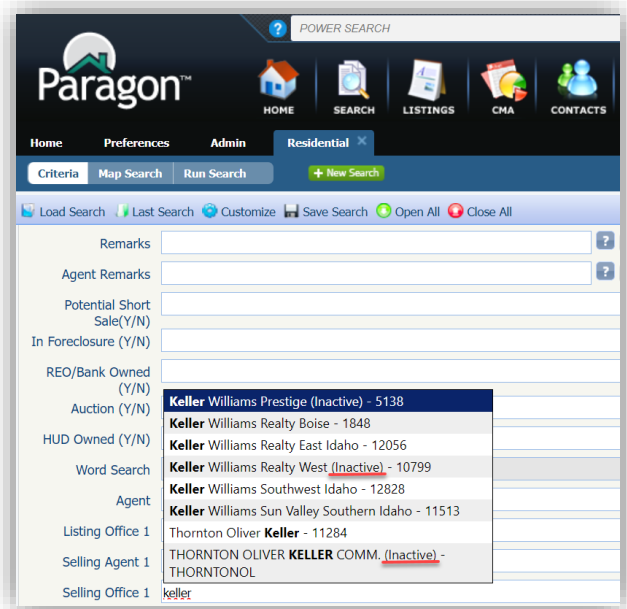 POWER SEARCH
Paragon™
HOME SEARCH LISTINGS CMA CONTACTS
Home Preferences Admin Residential
Criteria Map Search Run Search + New Search
Load Search Last Search Customize Save Search Open All Close All
Remarks
Agent Remarks
Potential Short
Sale(Y/N)
In Foreclosure (Y/N)
REO/Bank Owned
(Y/N)
Keller Williams Prestige (Inactive) - 5138
Auction (Y/N)
Keller Williams Realty Boise - 1848
HUD Owned (Y/N)
Keller Williams Realty East Idaho - 12056
Word Search
Keller Williams Realty West (Inactive) - 10799
Agent
Keller Williams Southwest Idaho - 12828
Keller Williams Sun Valley Southern Idaho - 11513
Listing Office 1
Thornton Oliver Keller - 11284
Selling Agent 1
THORNTON OLIVER KELLER COMM. (Inactive) -
THORNTONOL
Selling Office 1 keller